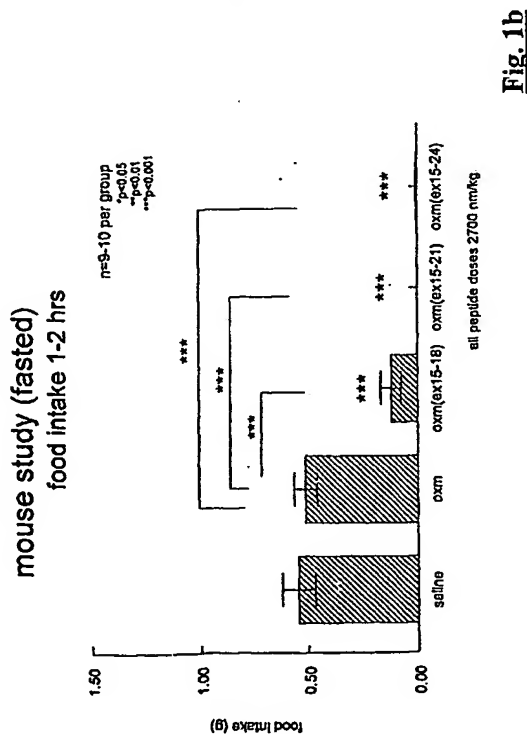 mouse study (fasted)
food intake 1-2 hrs
n=9-10 per group
*p<0.05
**p<0.01
***p<0.001
food intake (g)
1.50
1.00
0.50
0.00
***
***
***
***
***
***
saline
oxm
oxm(ex15-18)
oxm(ex15-21)
oxm(ex15-24)
all peptide doses 2700 nm/kg
Fig. 1b